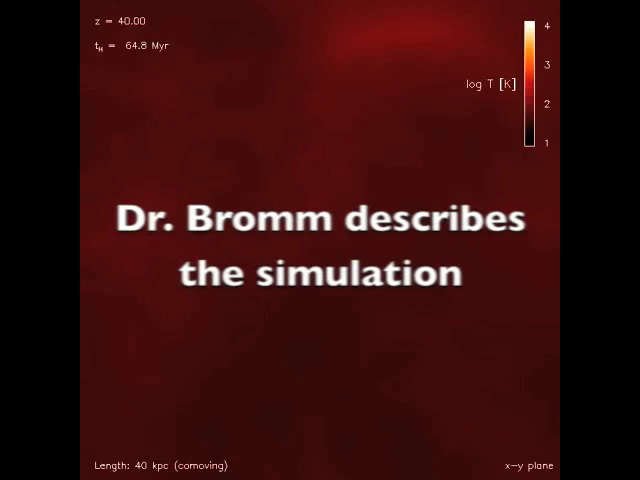 z = 40.00
tH = 64.8 Myr
log T [K]
4
3
2
1
Dr. Bromm describes
the simulation
Length: 40 kpc (comoving)
x-y plane